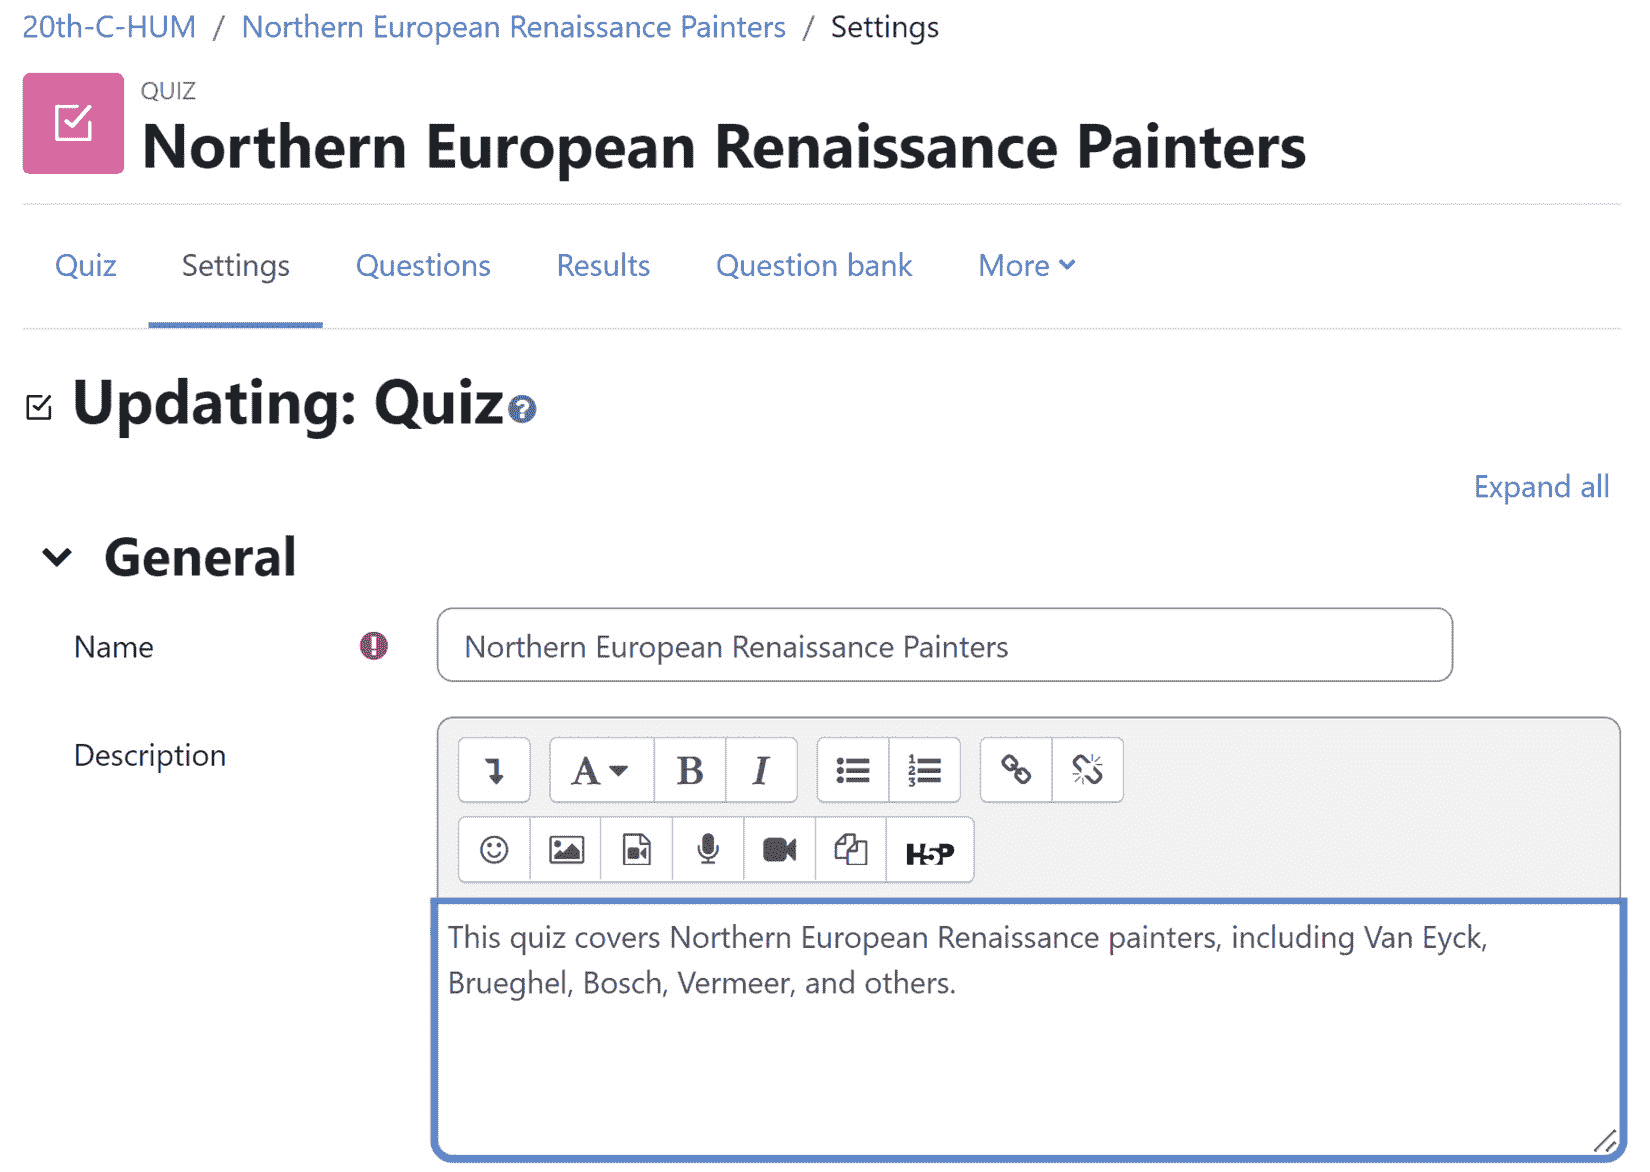 20th-C-HUM / Northern European Renaissance Painters / Settings
QUIZ
Northern European Renaissance Painters
Quiz Settings Questions Results Question bank More
Updating: Quiz
Expand all
General
Name
Northern European Renaissance Painters
Description
A B I
H5P
This quiz covers Northern European Renaissance painters, including Van Eyck,
Brueghel, Bosch, Vermeer, and others.